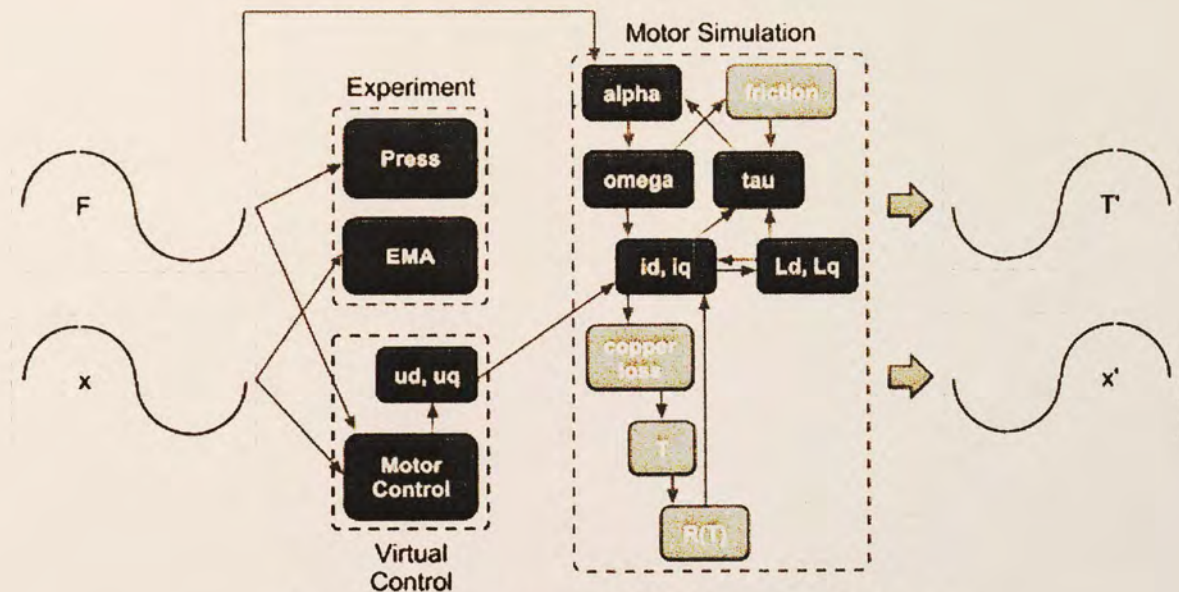 Motor Simulation
Experiment
alpha
friction
Press
F
omega
tau
T'
EMA
id, iq
Ld, Lq
copper
loss
x
ud, uq
x'
T
Motor
Control
R(T)
Virtual
Control